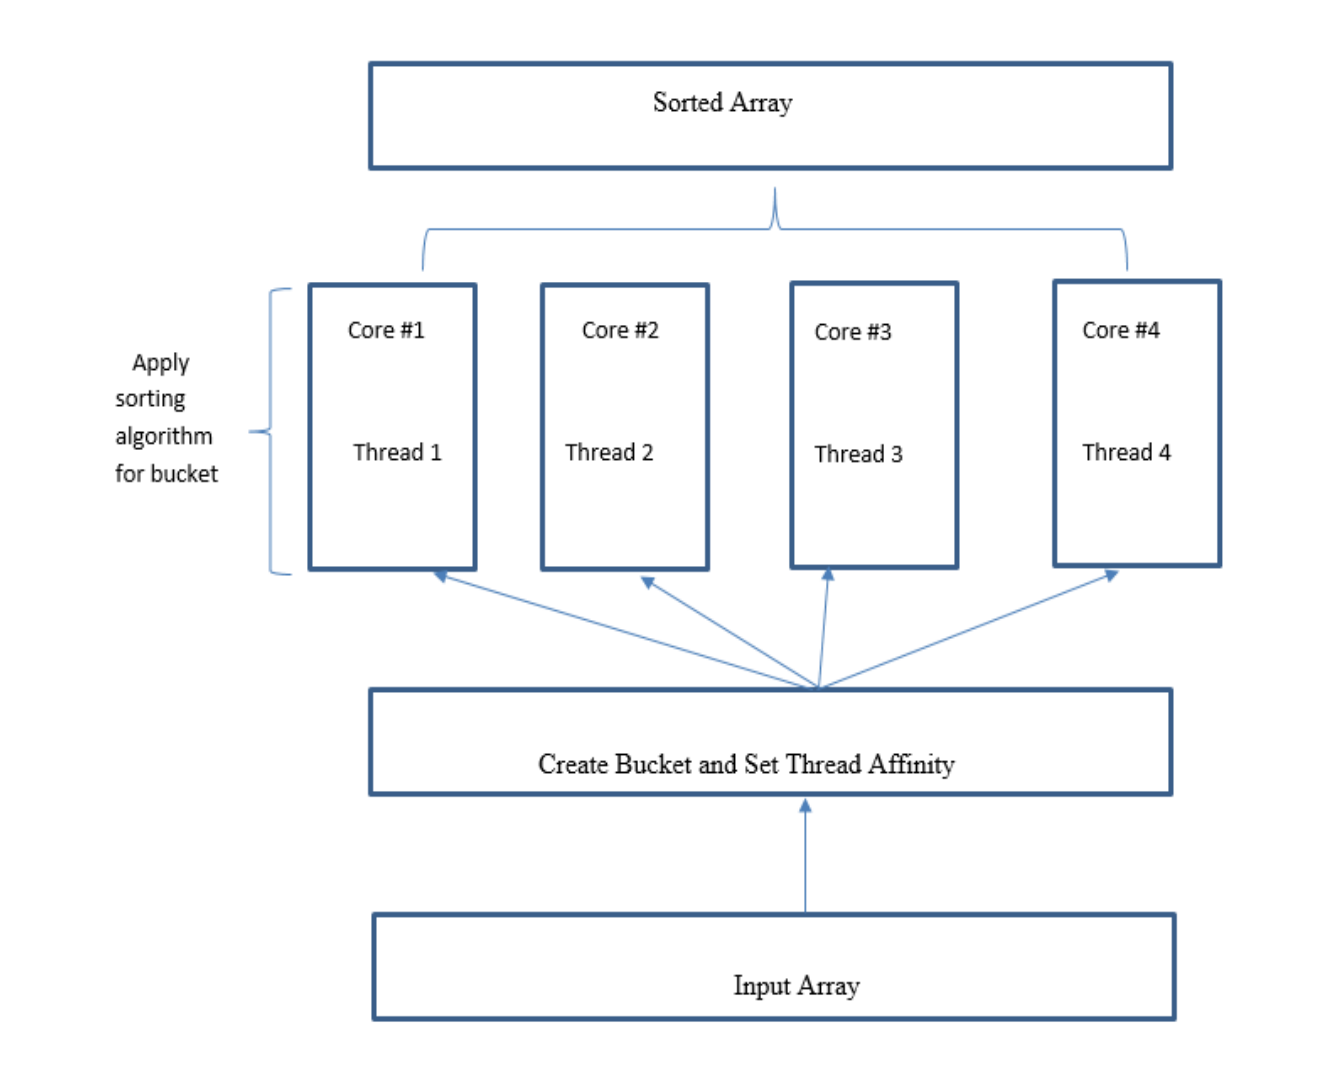 Sorted Array
Core #1
Core #2
Core #3
Core #4
Apply
sorting
algorithm
for bucket
Thread 1
Thread 2
Thread 3
Thread 4
Create Bucket and Set Thread Affinity
Input Array